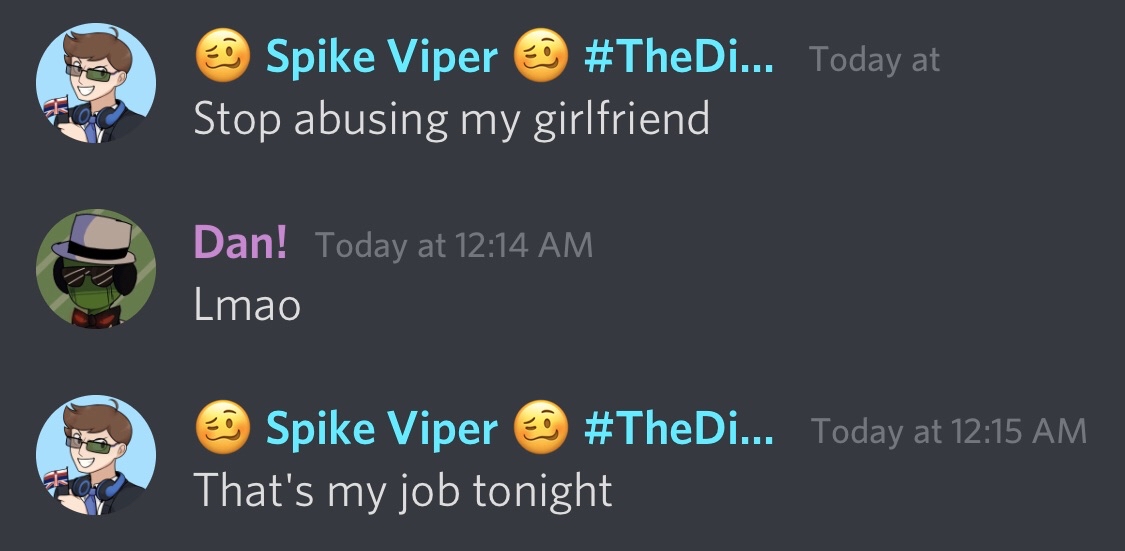 🥴 Spike Viper 🥴 #TheDi... Today at
Stop abusing my girlfriend
Dan! Today at 12:14 AM
Lmao
🥴 Spike Viper 🥴 #TheDi... Today at 12:15 AM
That's my job tonight